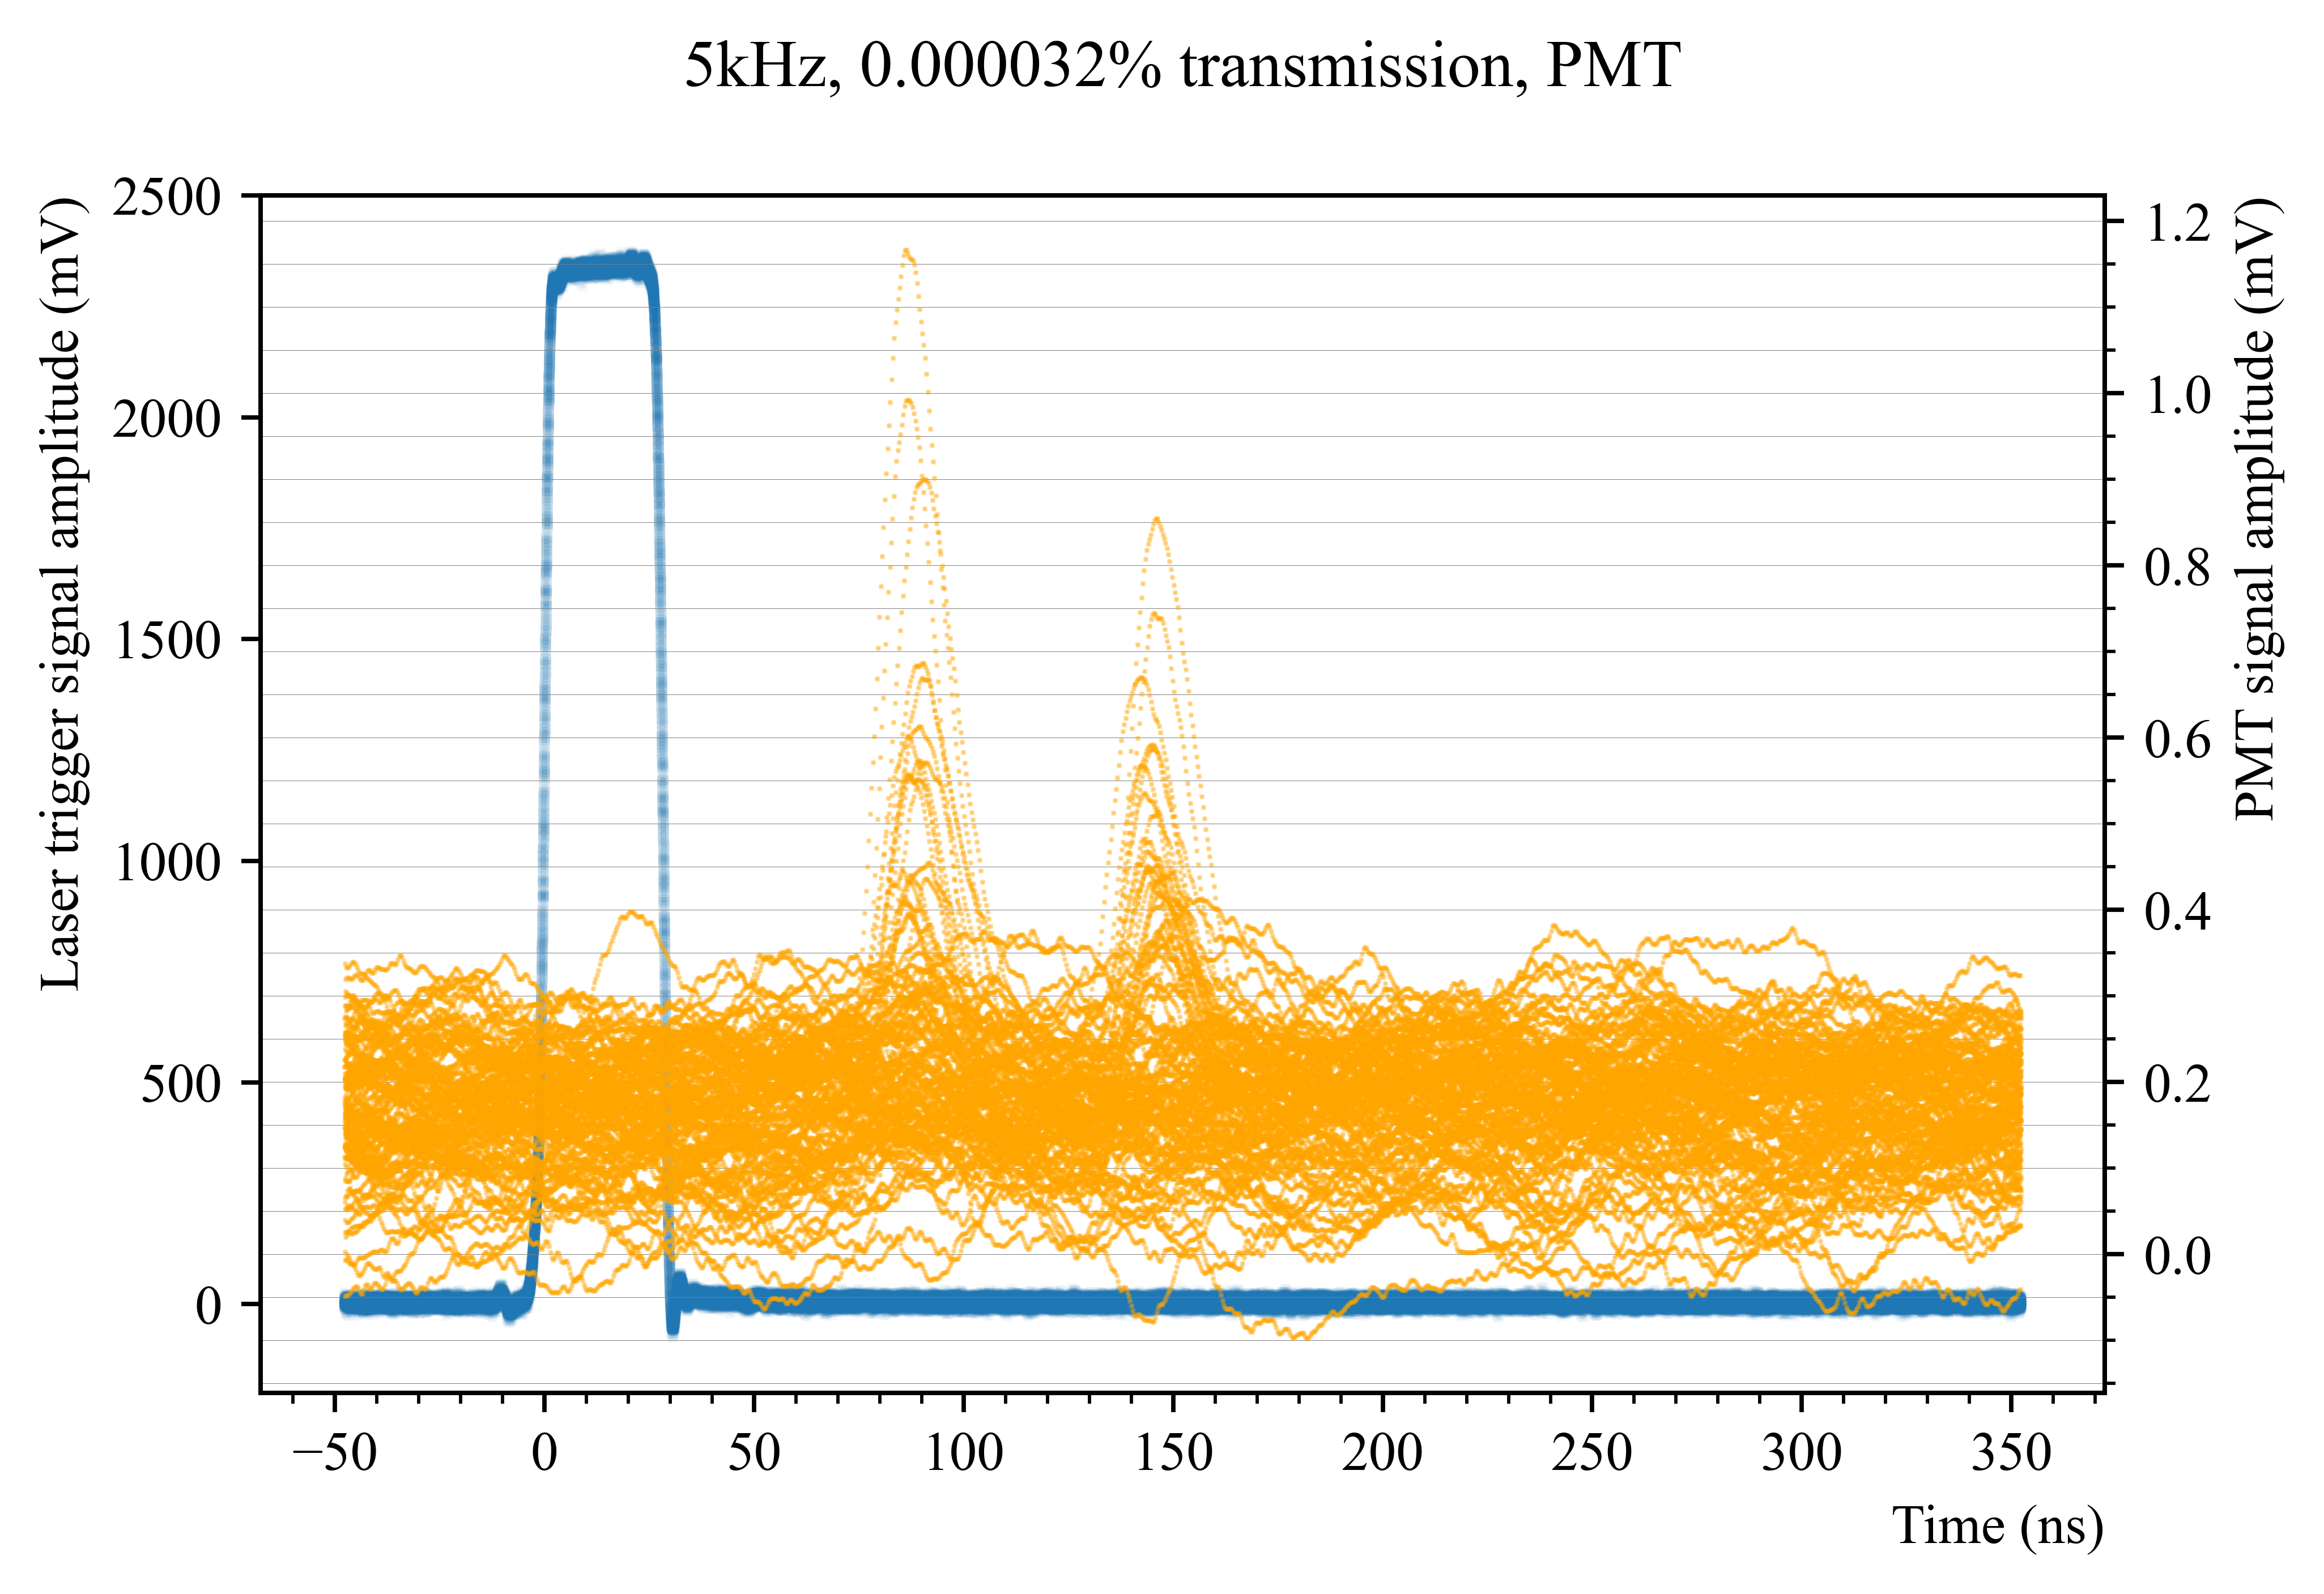 5kHz, 0.000032% transmission, PMT
Laser trigger signal amplitude (mV)
2500
2000
1500
1000
500
0
1.2
1.0
0.8
0.6
0.4
0.2
0.0
PMT signal amplitude (mV)
−50 0 50 100 150 200 250 300 350
Time (ns)